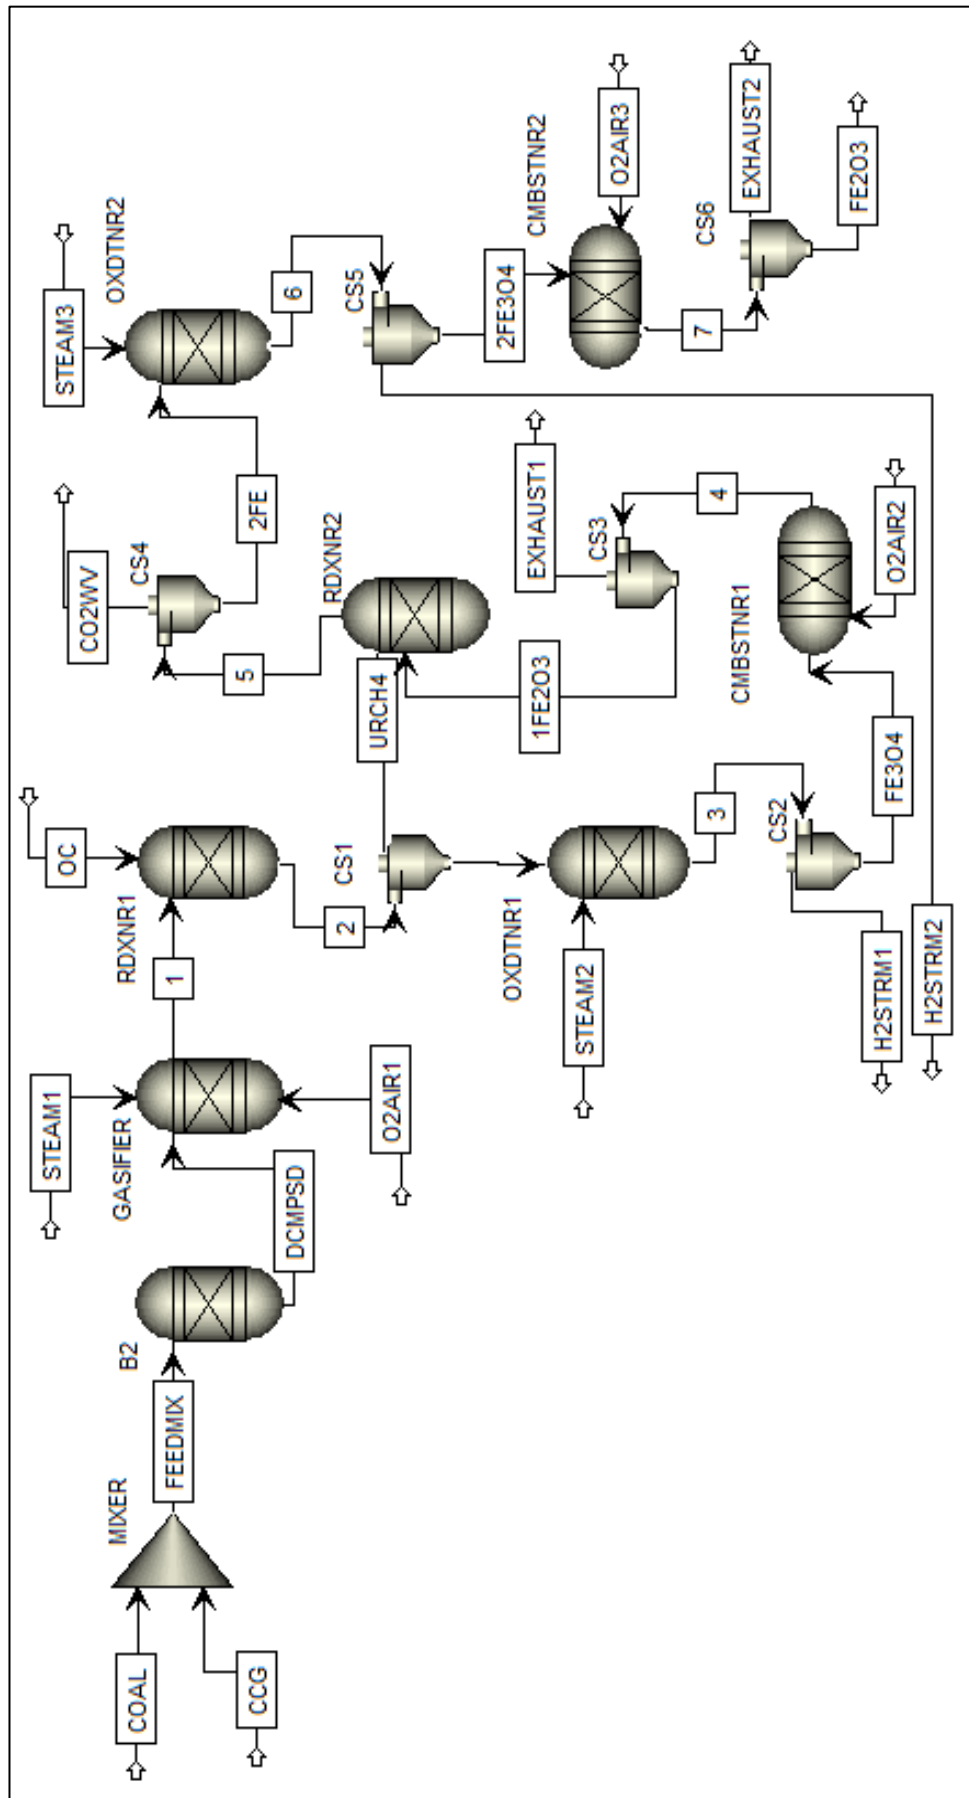 COAL
CCG
MIXER
FEEDMIX
B2
DCMPSD
STEAM1
GASIFIER
O2AIR1
1
RDXNR1
OC
2
CS1
URCH4
STEAM2
OXDTNR1
3
CS2
H2STRM1
H2STRM2
FE3O4
CMBSTNR1
O2AIR2
4
CS3
EXHAUST1
1FE2O3
RDXNR2
5
CS4
CO2WV
2FE
STEAM3
OXDTNR2
6
CS5
2FE3O4
CMBSTNR2
O2AIR3
7
CS6
EXHAUST2
FE2O3